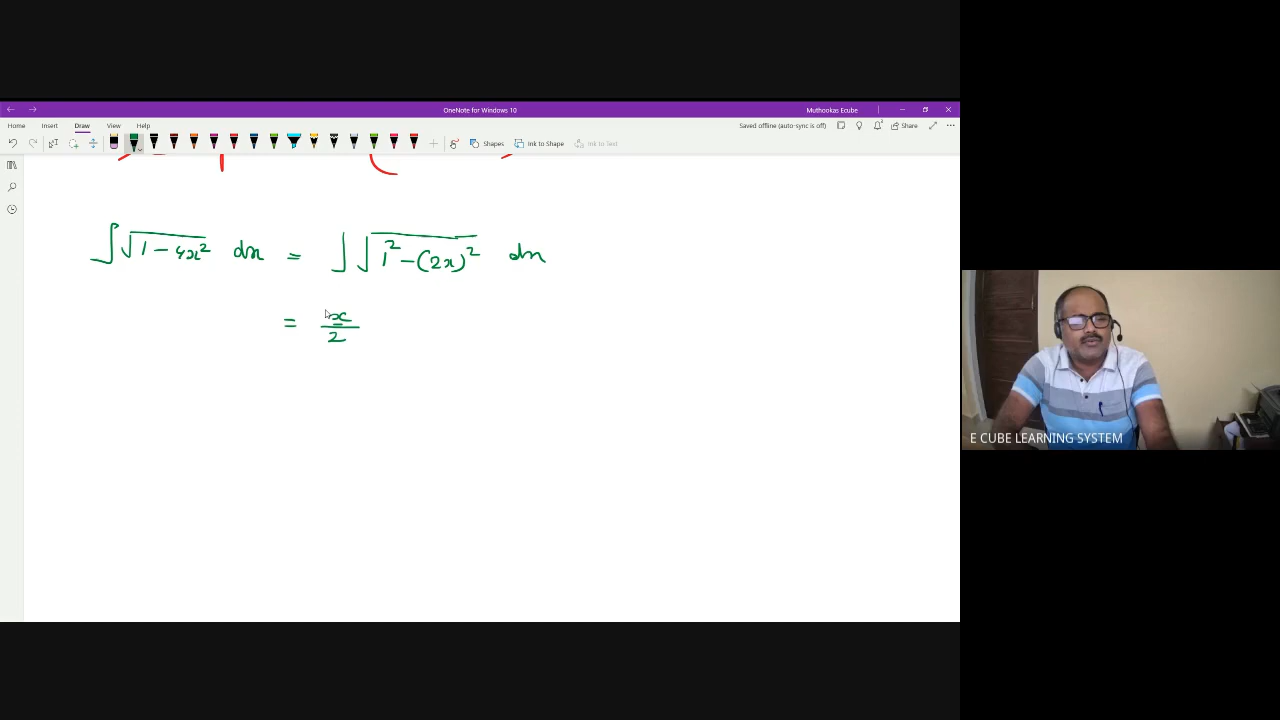 OneNote for Windows 10
Muthookas Ecube
Home Insert Draw View Help
Saved offline (auto-sync is off)
Share
Shapes
Ink to Shape
Ink to Text
∫√1 - 4x² dx = ∫√1² - (2x)² dx
= x/2
E CUBE LEARNING SYSTEM